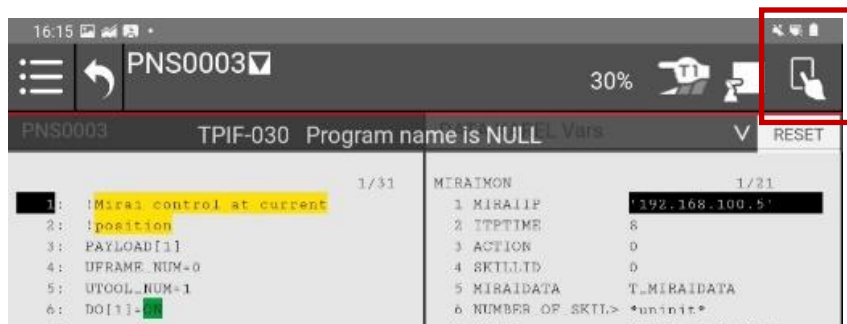 16:15
PNS0003
30%
T1
PNS0003
TPIF-030 Program name is NULL
Vars
RESET
1/31
1: !Mirai control at current
2: !position
3: PAYLOAD[1]
4: UFRAME_NUM=0
5: UTOOL_NUM=1
6: DO[1]=ON
MIRAIMON 1/21
1 MIRAIIP '192.168.100.5'
2 ITPTIME 8
3 ACTION 0
4 SKILLID 0
5 MIRAIDATA T_MIRAIDATA
6 NUMBER_OF_SKIL> *uninit*